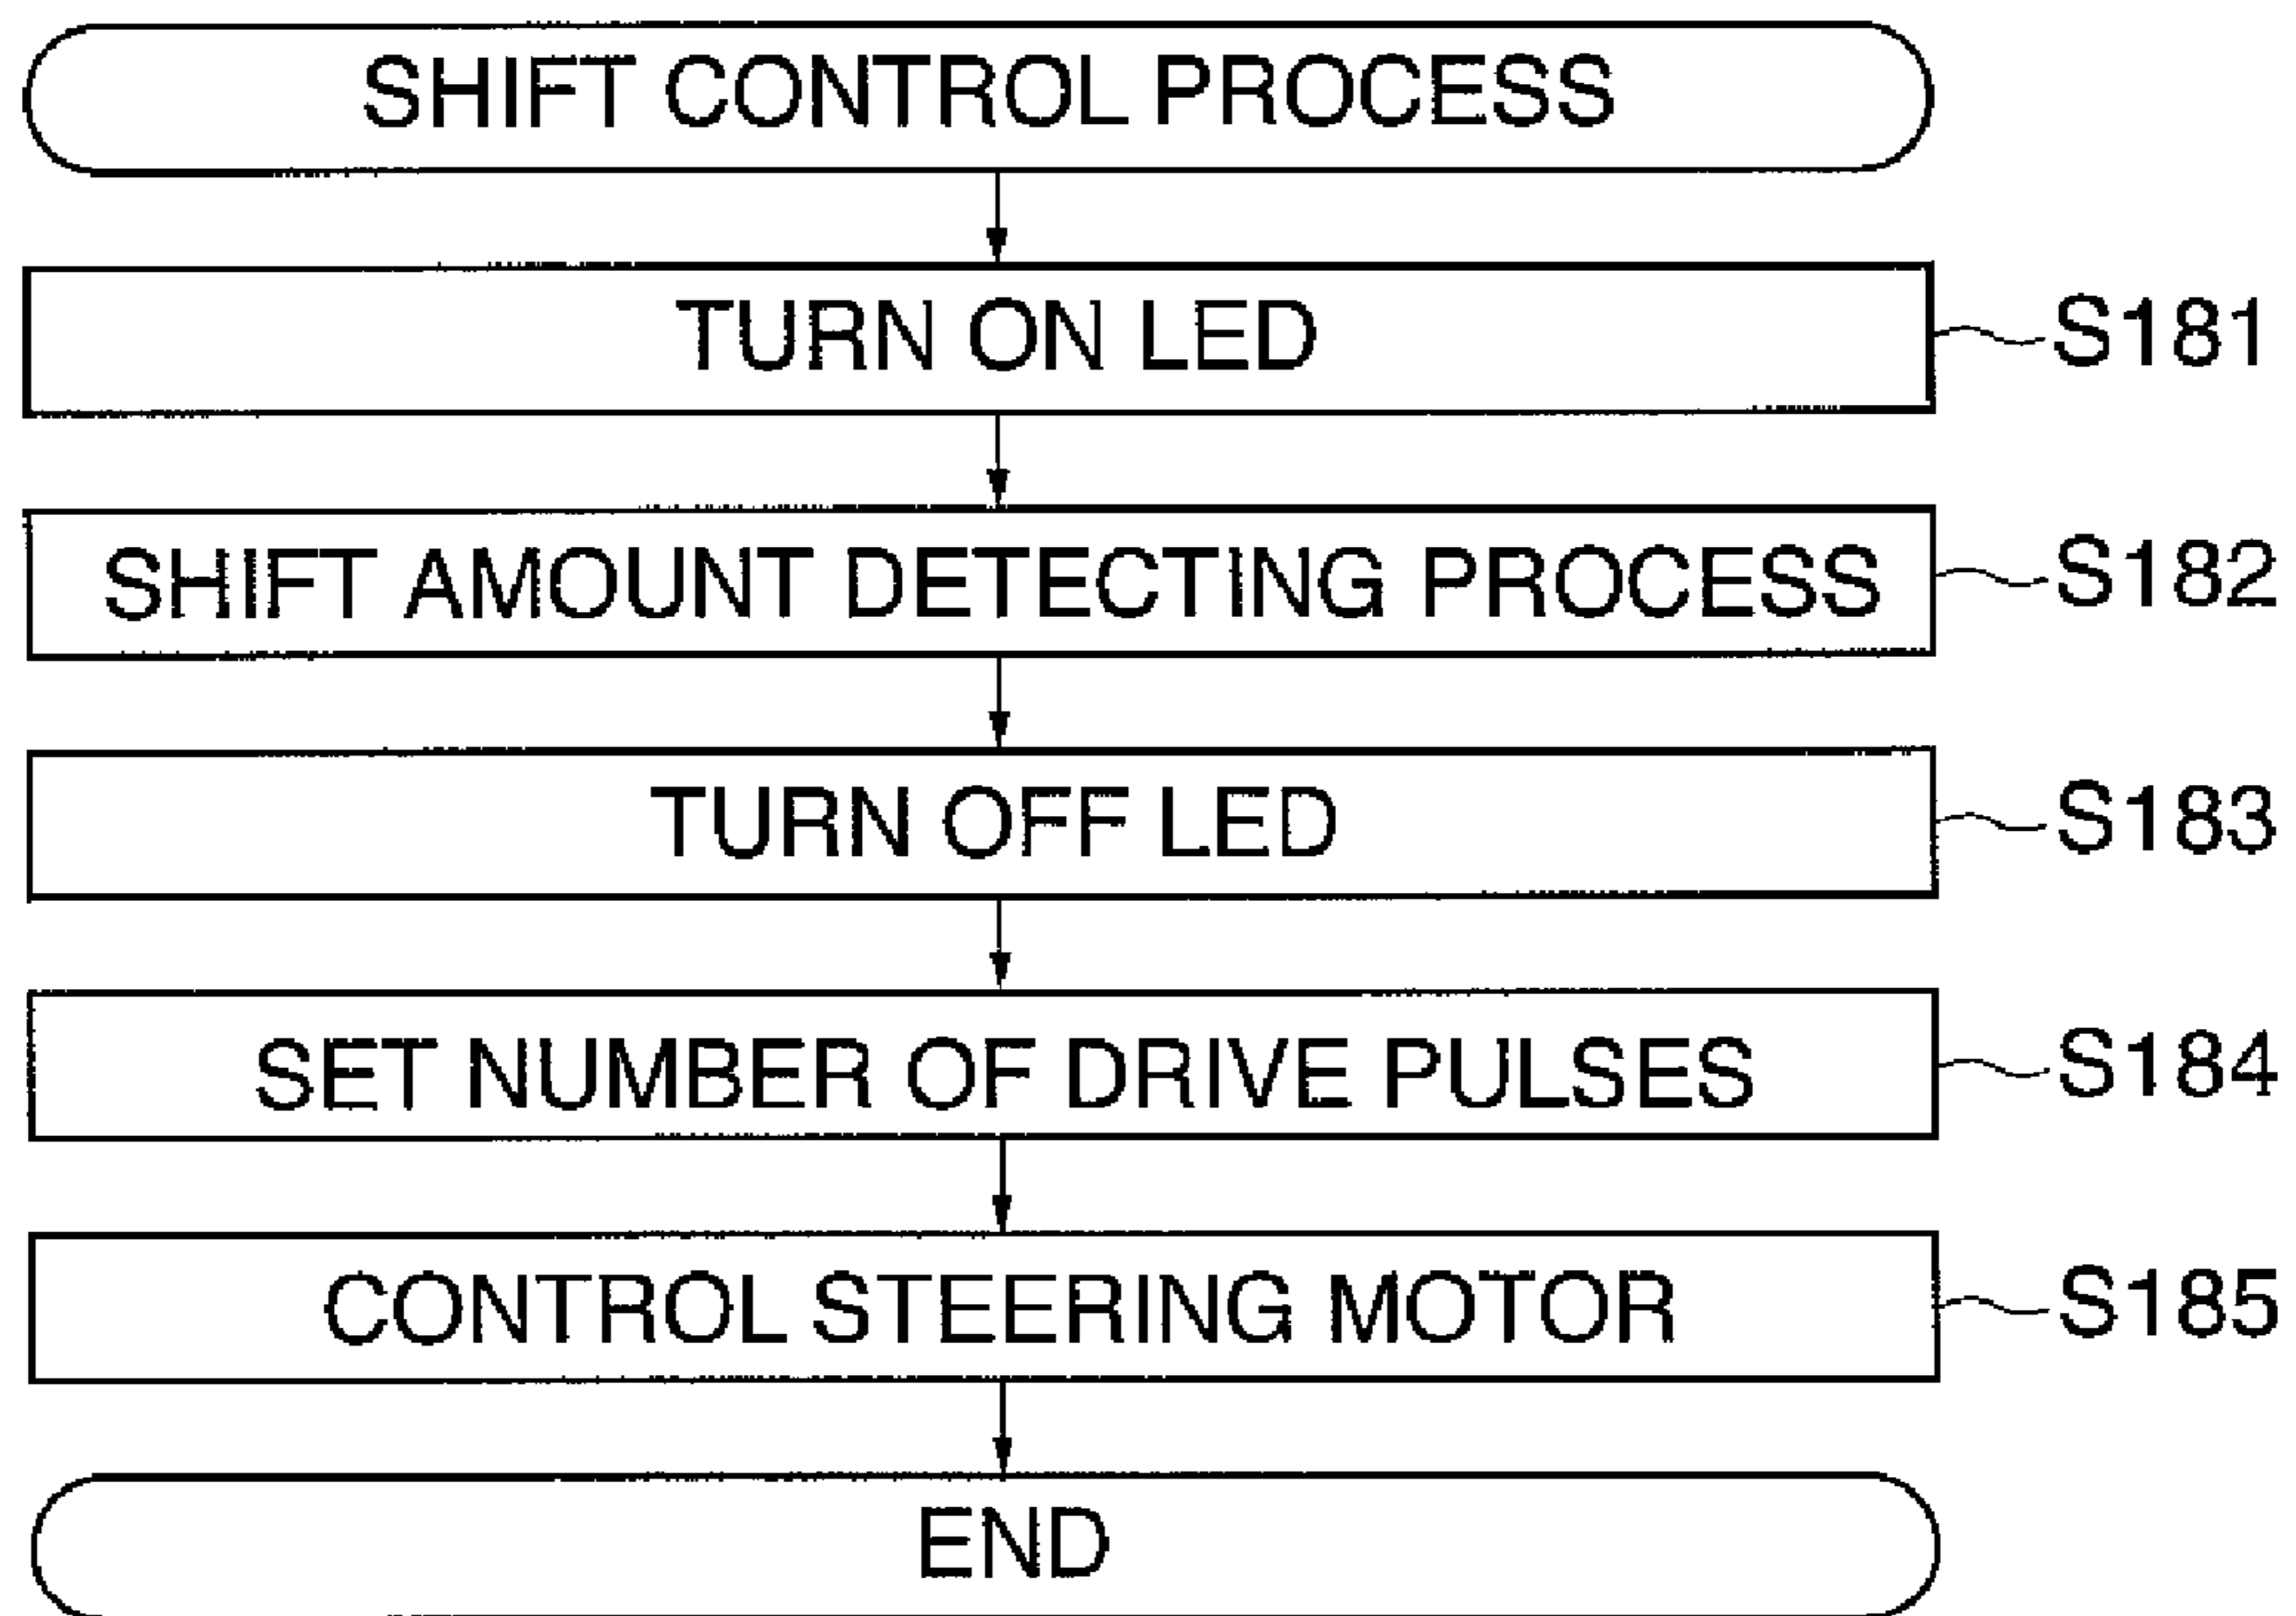 SHIFT CONTROL PROCESS
TURN ON LED S181
SHIFT AMOUNT DETECTING PROCESS S182
TURN OFF LED S183
SET NUMBER OF DRIVE PULSES S184
CONTROL STEERING MOTOR S185
END